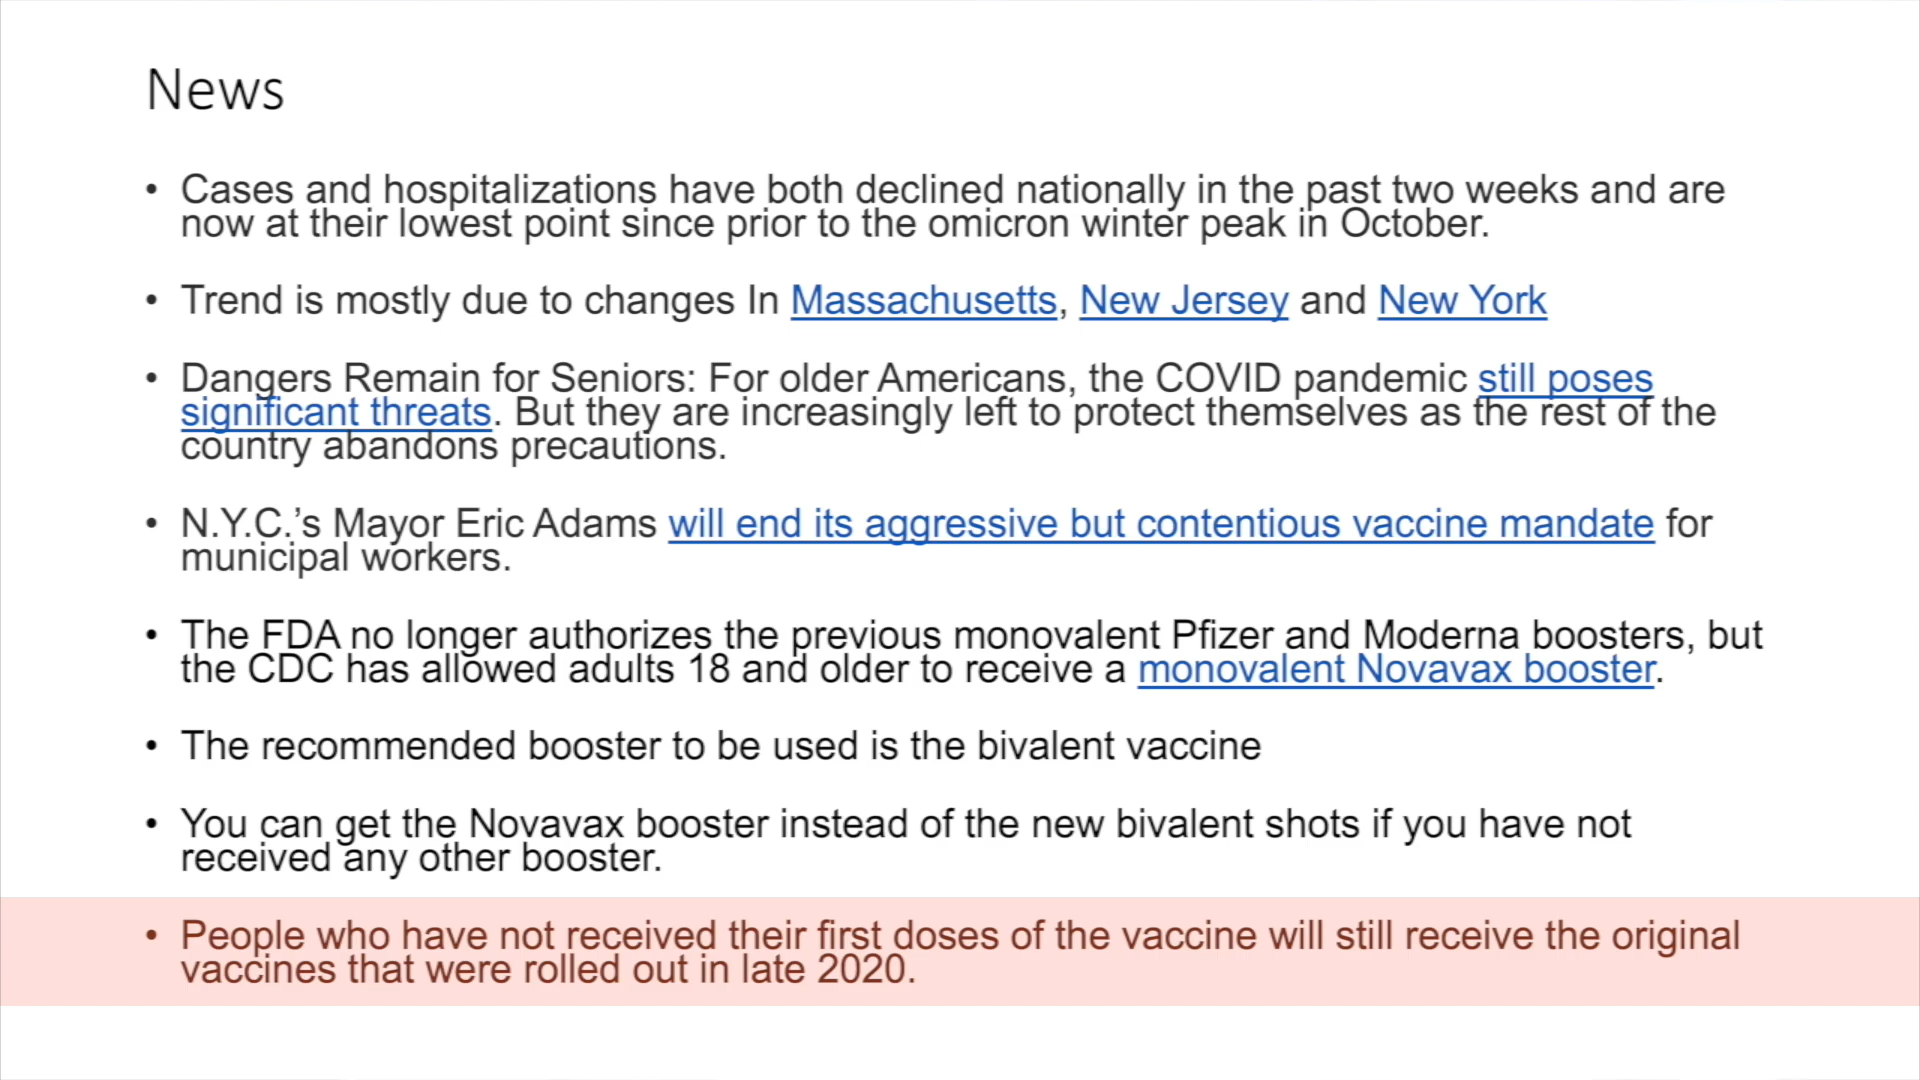 News
• Cases and hospitalizations have both declined nationally in the past two weeks and are
now at their lowest point since prior to the omicron winter peak in October.
• Trend is mostly due to changes In Massachusetts, New Jersey and New York
• Dangers Remain for Seniors: For older Americans, the COVID pandemic still poses
significant threats. But they are increasingly left to protect themselves as the rest of the
country abandons precautions.
• N.Y.C.’s Mayor Eric Adams will end its aggressive but contentious vaccine mandate for
municipal workers.
• The FDA no longer authorizes the previous monovalent Pfizer and Moderna boosters, but
the CDC has allowed adults 18 and older to receive a monovalent Novavax booster.
• The recommended booster to be used is the bivalent vaccine
• You can get the Novavax booster instead of the new bivalent shots if you have not
received any other booster.
• People who have not received their first doses of the vaccine will still receive the original
vaccines that were rolled out in late 2020.